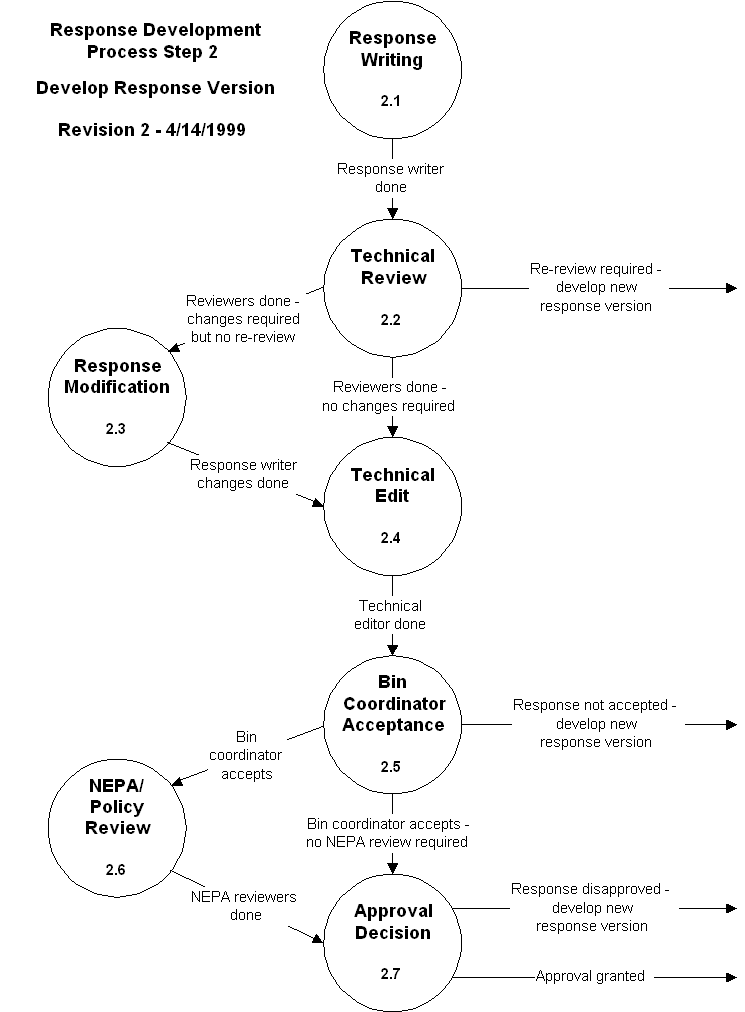 Response Development
Process Step 2
Develop Response Version
Revision 2 - 4/14/1999
Response
Writing
2.1
Response writer
done
Technical
Review
2.2
Re-review required -
develop new
response version
Reviewers done -
changes required
but no re-review
Response
Modification
2.3
Reviewers done -
no changes required
Response writer
changes done
Technical
Edit
2.4
Technical
editor done
Bin
Coordinator
Acceptance
2.5
Response not accepted -
develop new
response version
Bin
coordinator
accepts
NEPA/
Policy
Review
2.6
Bin coordinator accepts -
no NEPA review required
NEPA reviewers
done
Approval
Decision
2.7
Response disapproved -
develop new
response version
Approval granted